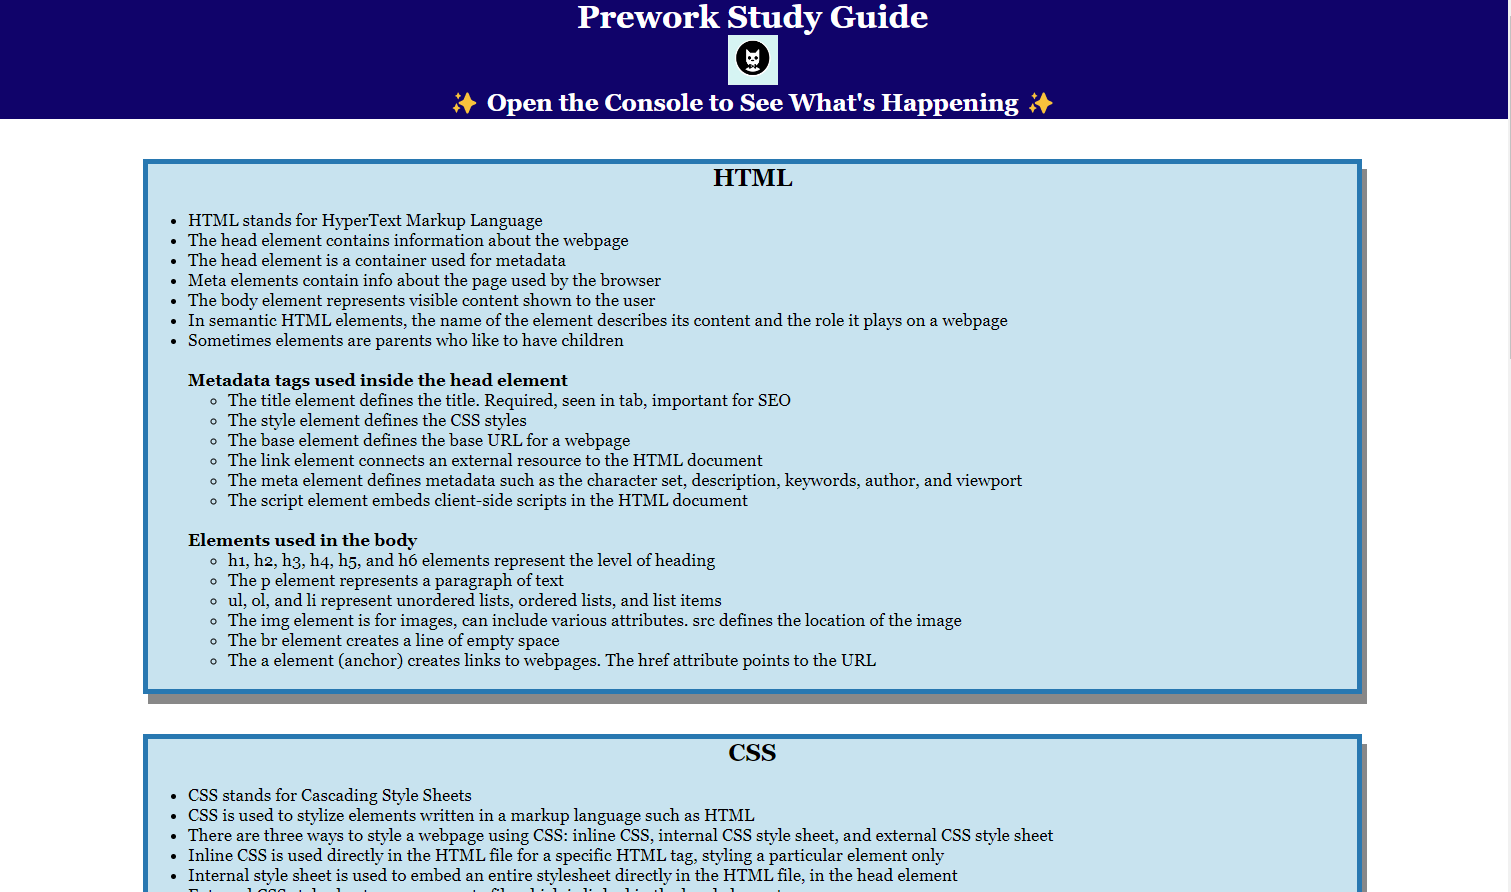 Prework Study Guide
✨ Open the Console to See What's Happening ✨
HTML
• HTML stands for HyperText Markup Language
• The head element contains information about the webpage
• The head element is a container used for metadata
• Meta elements contain info about the page used by the browser
• The body element represents visible content shown to the user
• In semantic HTML elements, the name of the element describes its content and the role it plays on a webpage
• Sometimes elements are parents who like to have children
Metadata tags used inside the head element
◦ The title element defines the title. Required, seen in tab, important for SEO
◦ The style element defines the CSS styles
◦ The base element defines the base URL for a webpage
◦ The link element connects an external resource to the HTML document
◦ The meta element defines metadata such as the character set, description, keywords, author, and viewport
◦ The script element embeds client-side scripts in the HTML document
Elements used in the body
◦ h1, h2, h3, h4, h5, and h6 elements represent the level of heading
◦ The p element represents a paragraph of text
◦ ul, ol, and li represent unordered lists, ordered lists, and list items
◦ The img element is for images, can include various attributes. src defines the location of the image
◦ The br element creates a line of empty space
◦ The a element (anchor) creates links to webpages. The href attribute points to the URL
CSS
• CSS stands for Cascading Style Sheets
• CSS is used to stylize elements written in a markup language such as HTML
• There are three ways to style a webpage using CSS: inline CSS, internal CSS style sheet, and external CSS style sheet
• Inline CSS is used directly in the HTML file for a specific HTML tag, styling a particular element only
• Internal style sheet is used to embed an entire stylesheet directly in the HTML file, in the head element